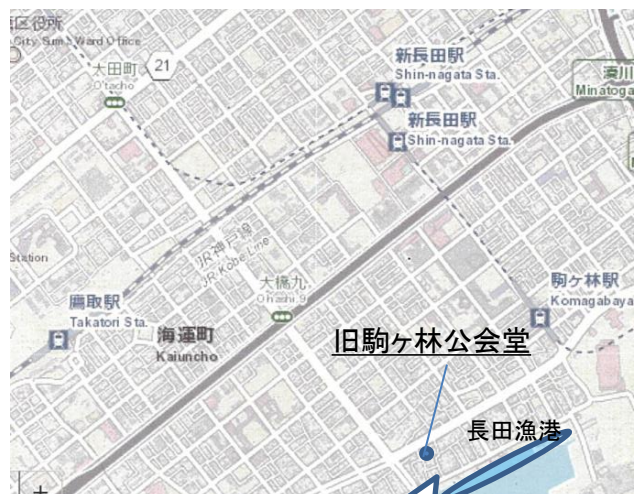 区役所
City Suma Ward Office
太田町
O'tacho
21
新長田駅
Shin-nagata Sta.
湊川
Minatoga
新長田駅
Shin-nagata Sta.
JR神戸線
JR Kobe Line
Station
大橋九
Ohashi 9
駒ヶ林駅
Komagabaya
鷹取駅
Takatori Sta.
海運町
Kaiuncho
旧駒ヶ林公会堂
長田漁港
+